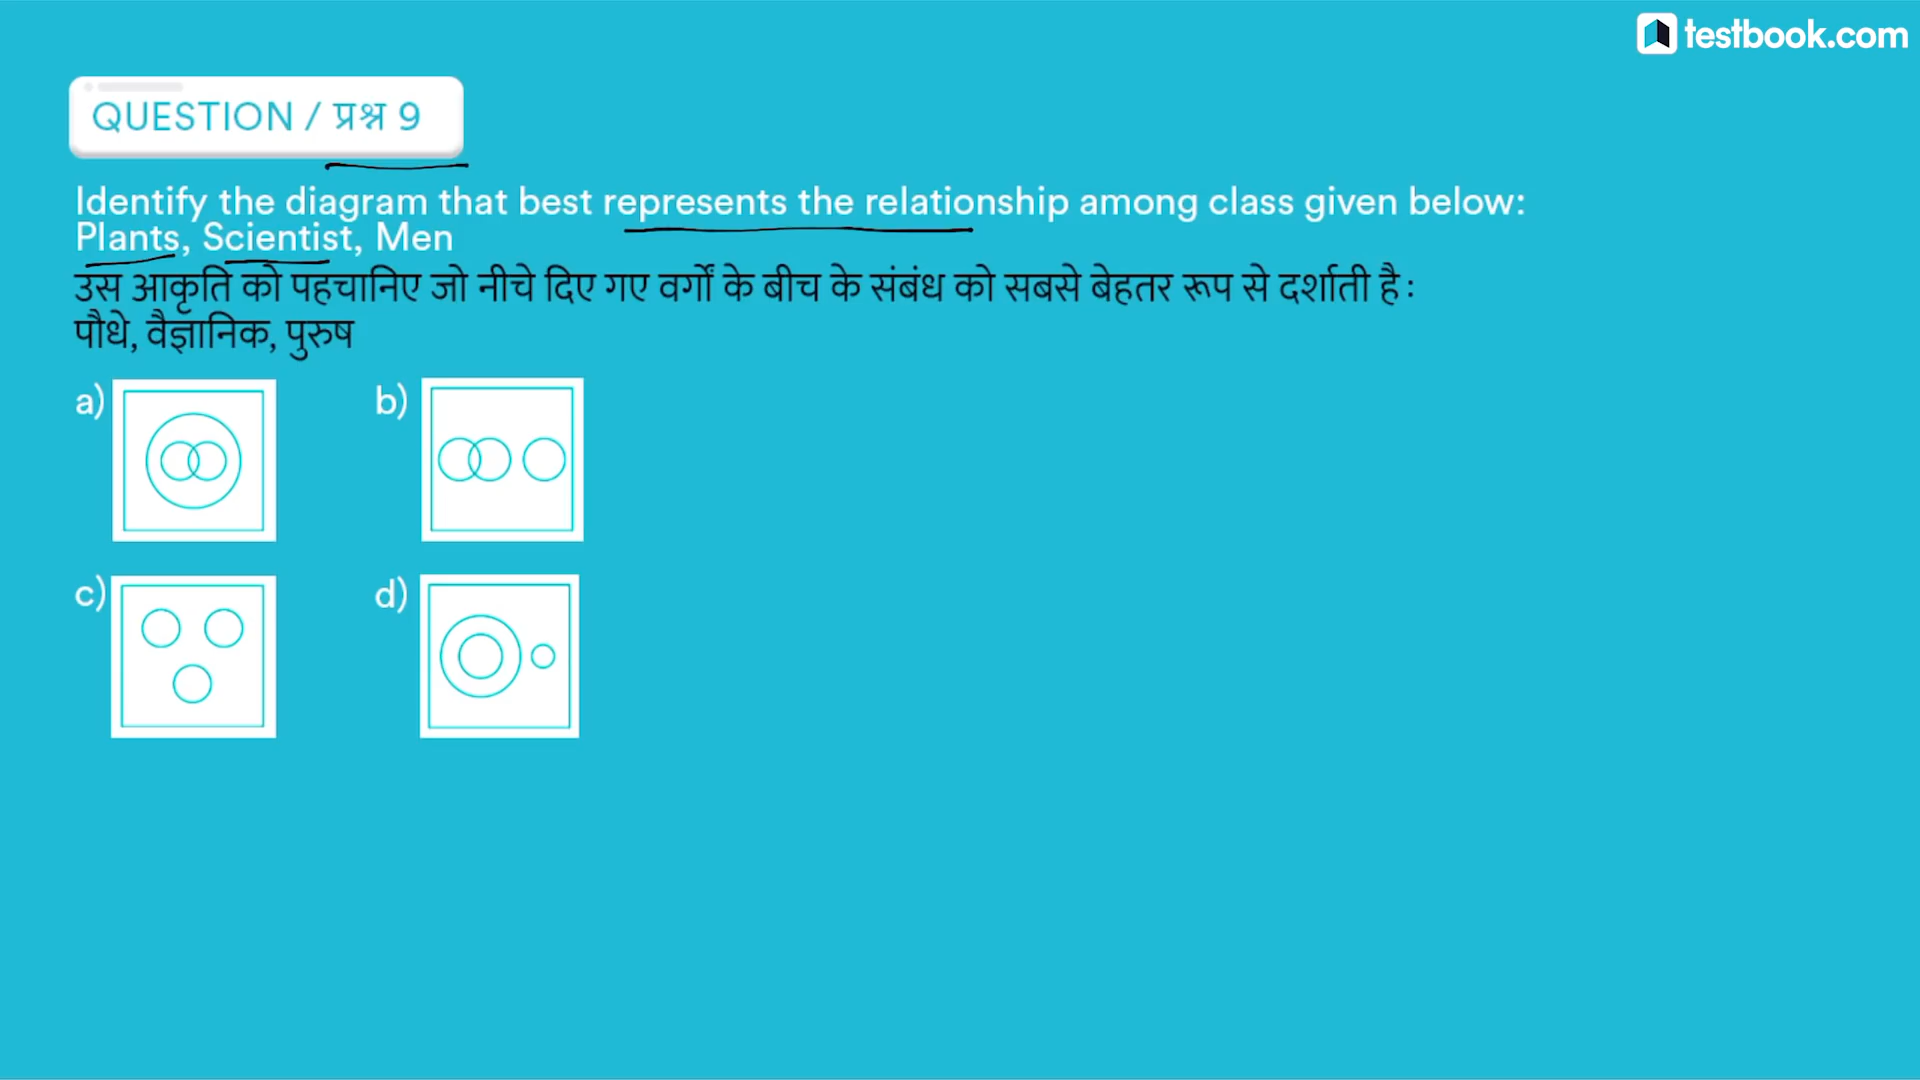 testbook.com
QUESTION / प्रश्न 9
Identify the diagram that best represents the relationship among class given below:
Plants, Scientist, Men
उस आकृति को पहचानिए जो नीचे दिए गए वर्गों के बीच के संबंध को सबसे बेहतर रूप से दर्शाती है:
पौधे, वैज्ञानिक, पुरुष
a) b)
c) d)